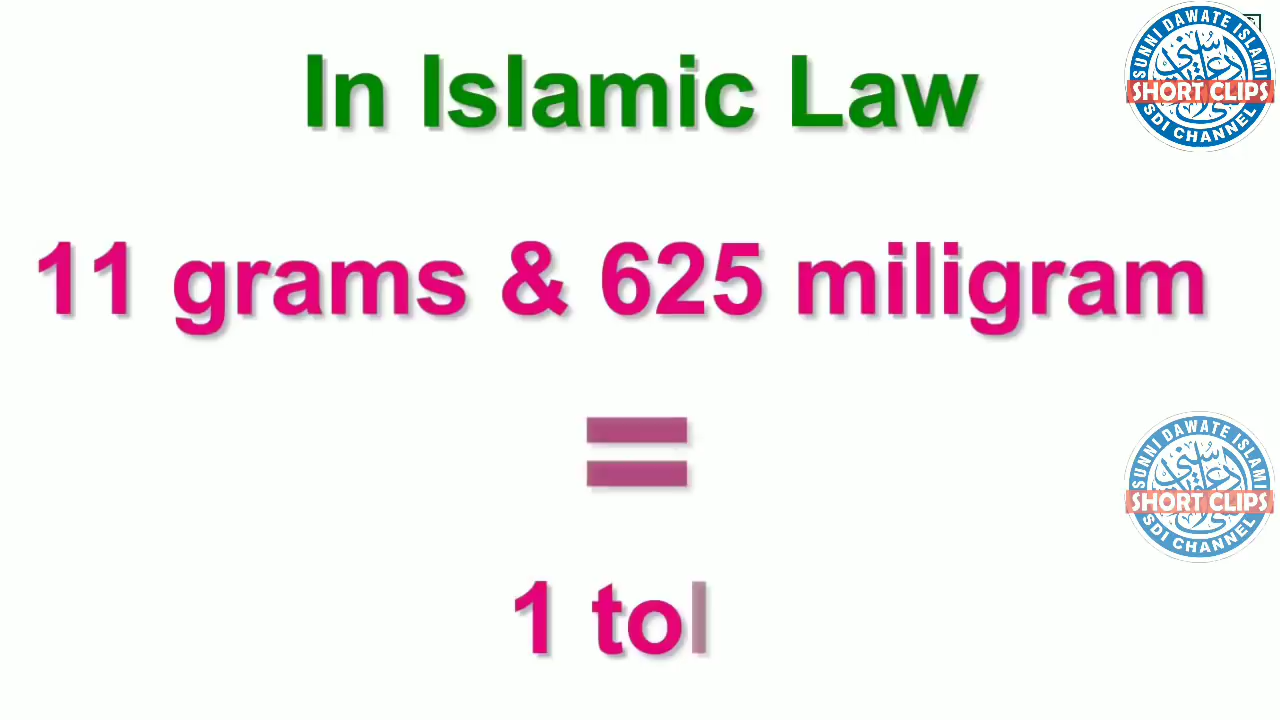 In Islamic Law
SUNNI DAWATE ISLAMI
SHORT CLIPS
SDI CHANNEL
11 grams & 625 miligram
=
1 tol
SUNNI DAWATE ISLAMI
SHORT CLIPS
SDI CHANNEL